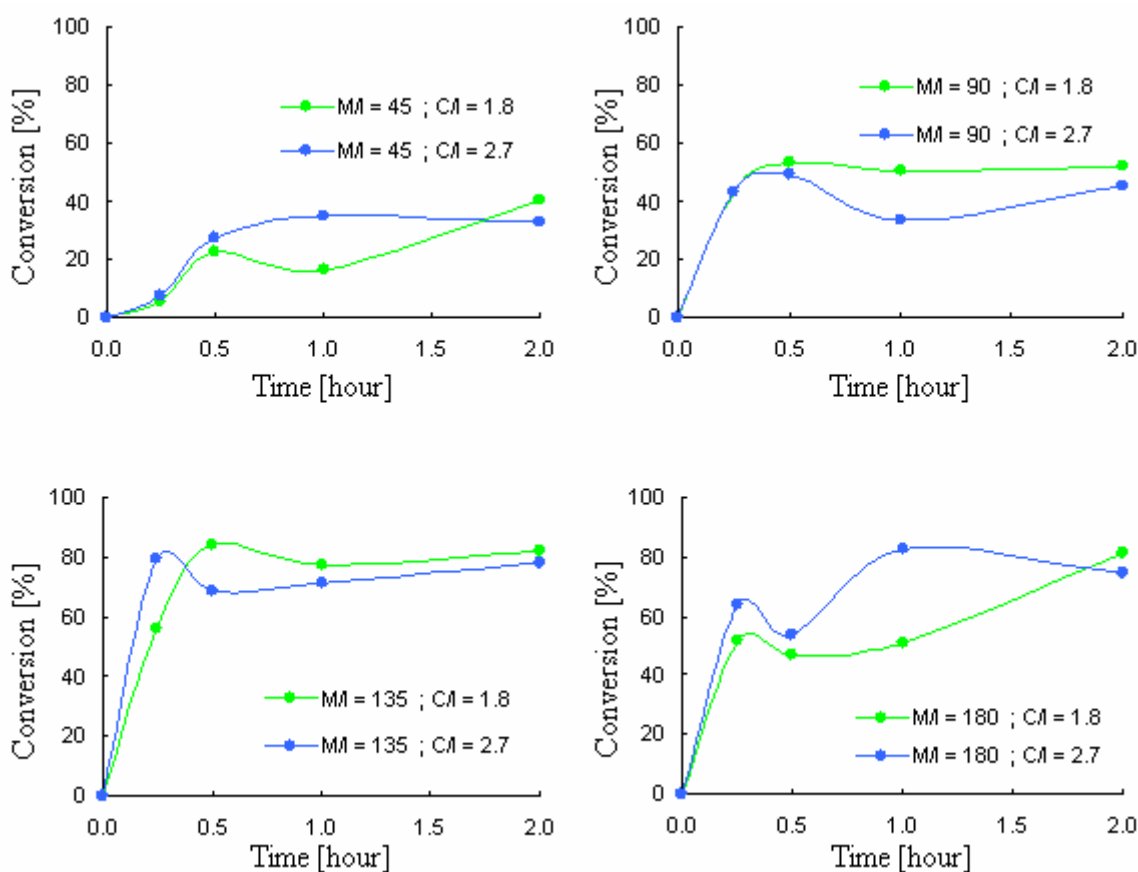 Conversion [%]
100
80
60
40
20
0
M/I = 45 ; C/I = 1.8
M/I = 45 ; C/I = 2.7
0.0 0.5 1.0 1.5 2.0
Time [hour]
Conversion [%]
100
80
60
40
20
0
M/I = 90 ; C/I = 1.8
M/I = 90 ; C/I = 2.7
0.0 0.5 1.0 1.5 2.0
Time [hour]
Conversion [%]
100
80
60
40
20
0
M/I = 135 ; C/I = 1.8
M/I = 135 ; C/I = 2.7
0.0 0.5 1.0 1.5 2.0
Time [hour]
Conversion [%]
100
80
60
40
20
0
M/I = 180 ; C/I = 1.8
M/I = 180 ; C/I = 2.7
0.0 0.5 1.0 1.5 2.0
Time [hour]